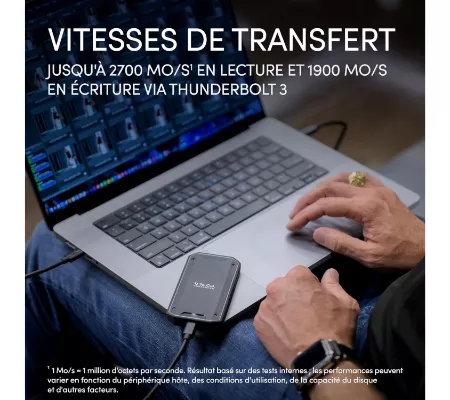 VITESSES DE TRANSFERT
JUSQU'À 2700 MO/S¹ EN LECTURE ET 1900 MO/S
EN ÉCRITURE VIA THUNDERBOLT 3
¹ 1 Mo/s = 1 million d'octets par seconde. Résultat basé sur des tests internes ; les performances peuvent
varier en fonction du périphérique hôte, des conditions d'utilisation, de la capacité du disque
et d'autres facteurs.